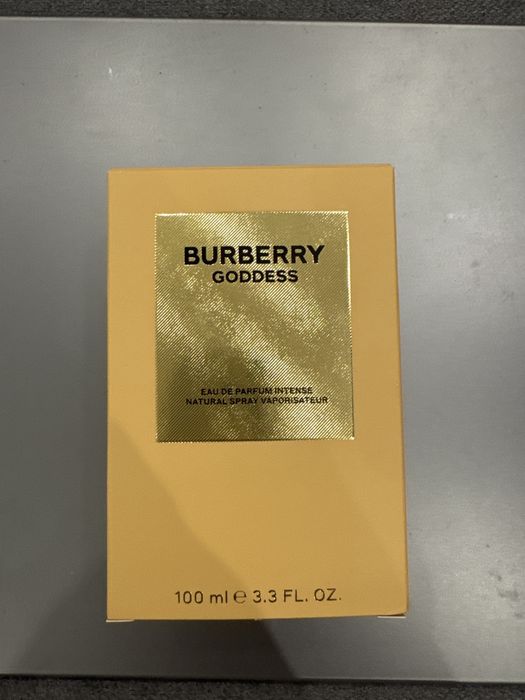 BURBERRY
GODDESS
EAU DE PARFUM INTENSE
NATURAL SPRAY VAPORISATEUR
100 ml ℮ 3.3 FL. OZ.